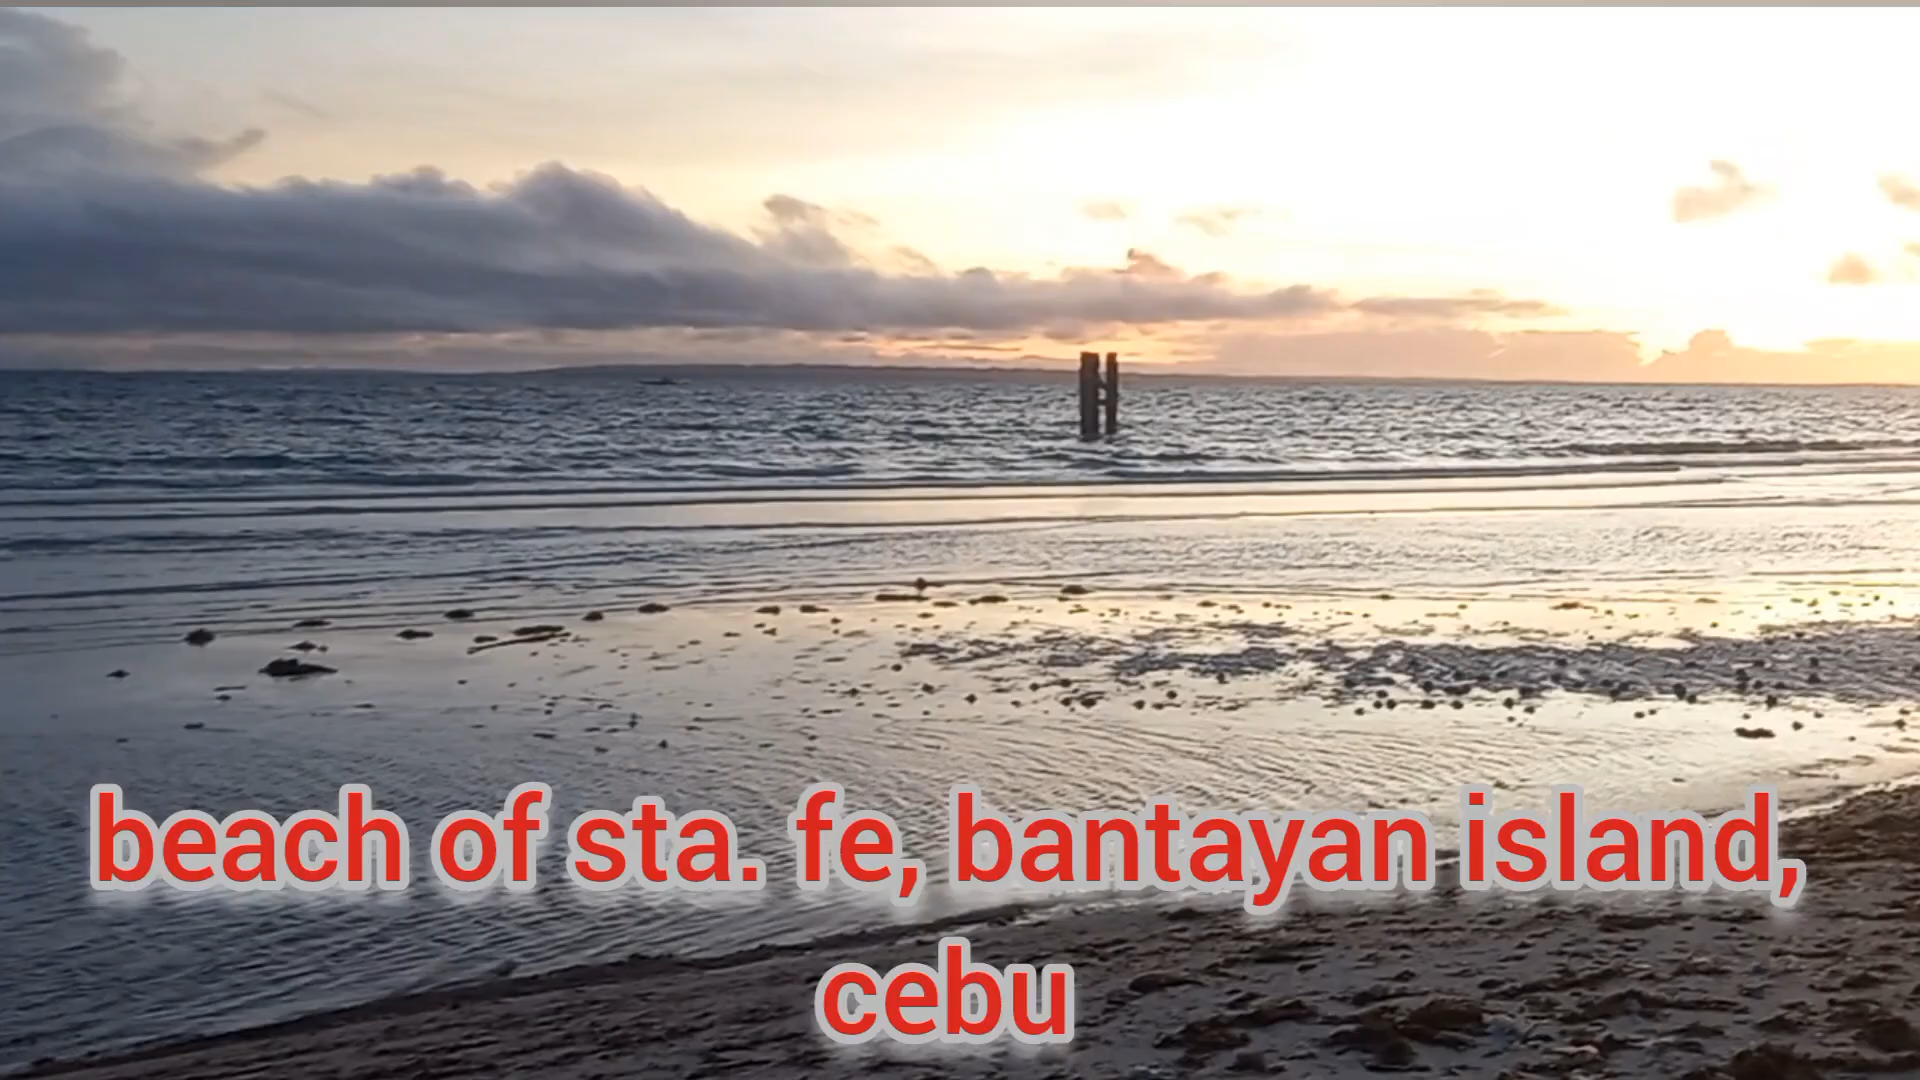 beach of sta. fe, bantayan island,
cebu